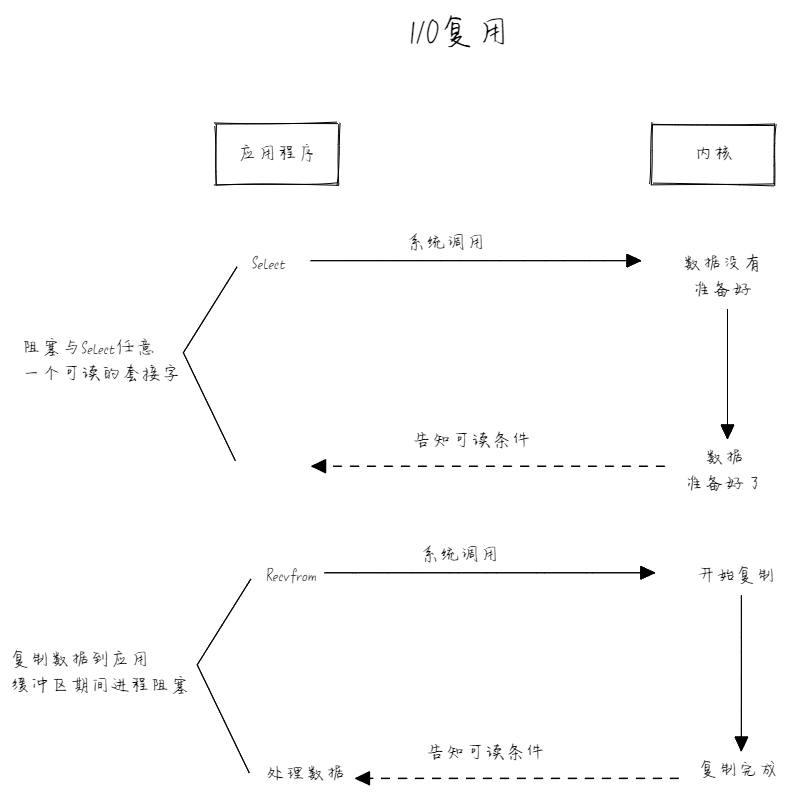 I/O复用
应用程序
内核
系统调用
Select
数据没有
准备好
阻塞与Select任意
一个可读的套接字
告知可读条件
数据
准备好了
系统调用
Recvfrom
开始复制
复制数据到应用
缓冲区期间进程阻塞
告知可读条件
处理数据
复制完成